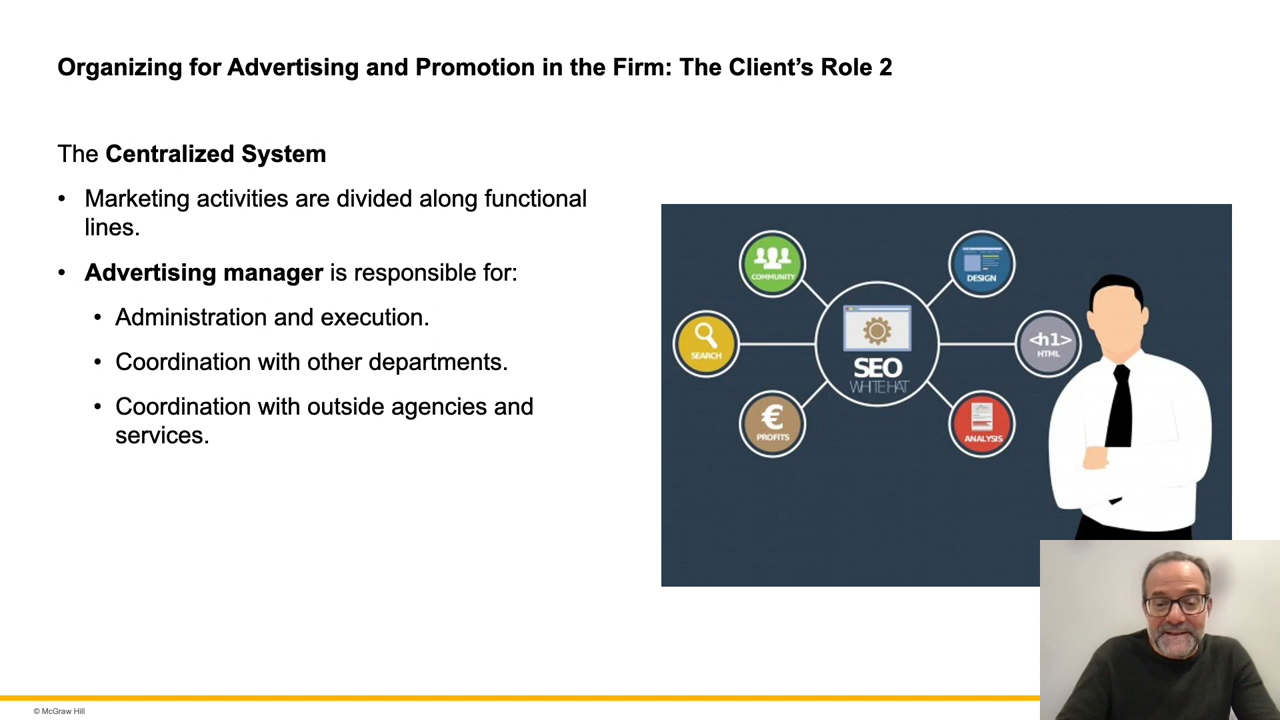 Organizing for Advertising and Promotion in the Firm: The Client’s Role 2
The Centralized System
• Marketing activities are divided along functional
lines.
• Advertising manager is responsible for:
• Administration and execution.
• Coordination with other departments.
• Coordination with outside agencies and
services.
COMMUNITY
DESIGN
SEARCH
SEO
WHITE HAT
<h1>
HTML
€
PROFITS
ANALYSIS
© McGraw Hill